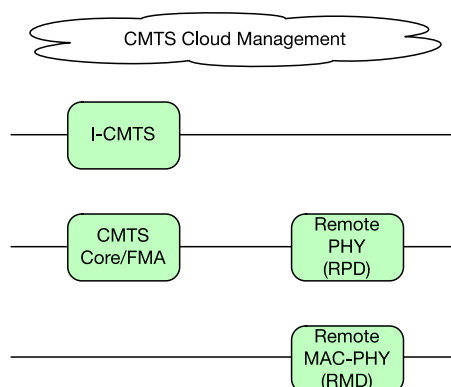 CMTS Cloud Management
I-CMTS
CMTS
Core/FMA
Remote
PHY
(RPD)
Remote
MAC-PHY
(RMD)